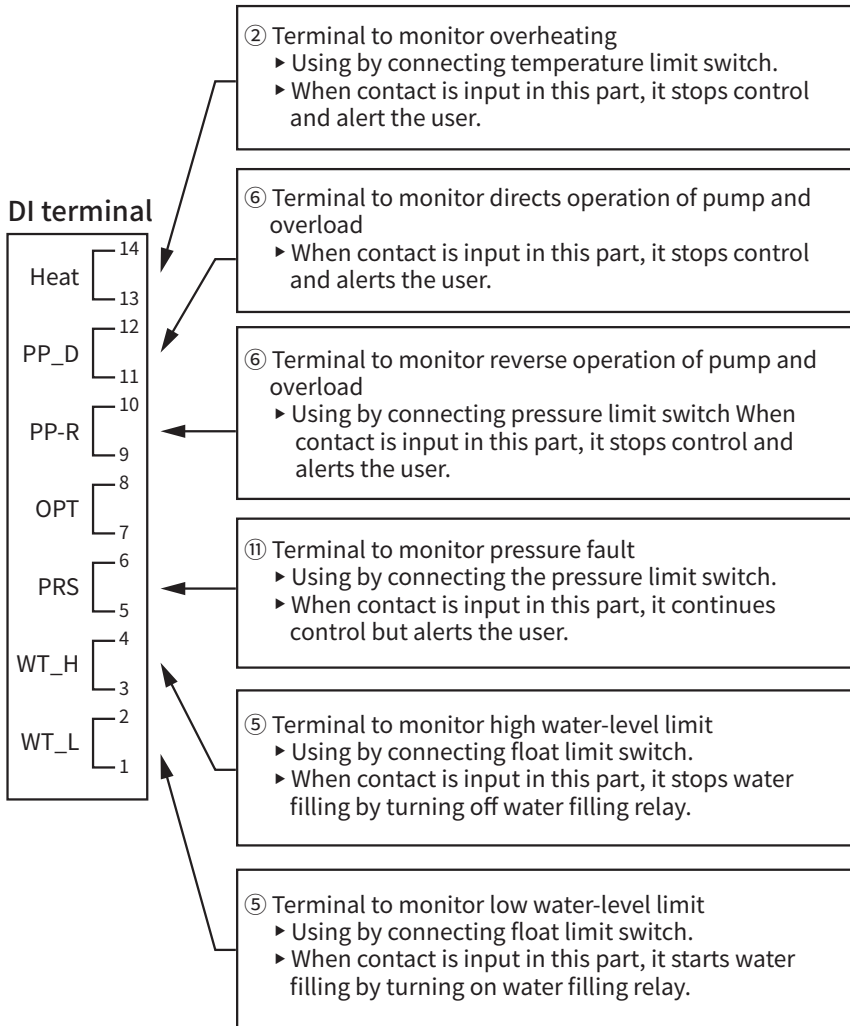 ② Terminal to monitor overheating
▶ Using by connecting temperature limit switch.
▶ When contact is input in this part, it stops control
and alert the user.
⑥ Terminal to monitor directs operation of pump and
overload
▶ When contact is input in this part, it stops control
and alerts the user.
⑥ Terminal to monitor reverse operation of pump and
overload
▶ Using by connecting pressure limit switch When
contact is input in this part, it stops control and
alerts the user.
⑪ Terminal to monitor pressure fault
▶ Using by connecting the pressure limit switch.
▶ When contact is input in this part, it continues
control but alerts the user.
⑤ Terminal to monitor high water-level limit
▶ Using by connecting float limit switch.
▶ When contact is input in this part, it stops water
filling by turning off water filling relay.
⑤ Terminal to monitor low water-level limit
▶ Using by connecting float limit switch.
▶ When contact is input in this part, it starts water
filling by turning on water filling relay.
DI terminal
14
Heat
13
12
PP_D
11
10
PP-R
9
8
OPT
7
6
PRS
5
4
WT_H
3
2
WT_L
1